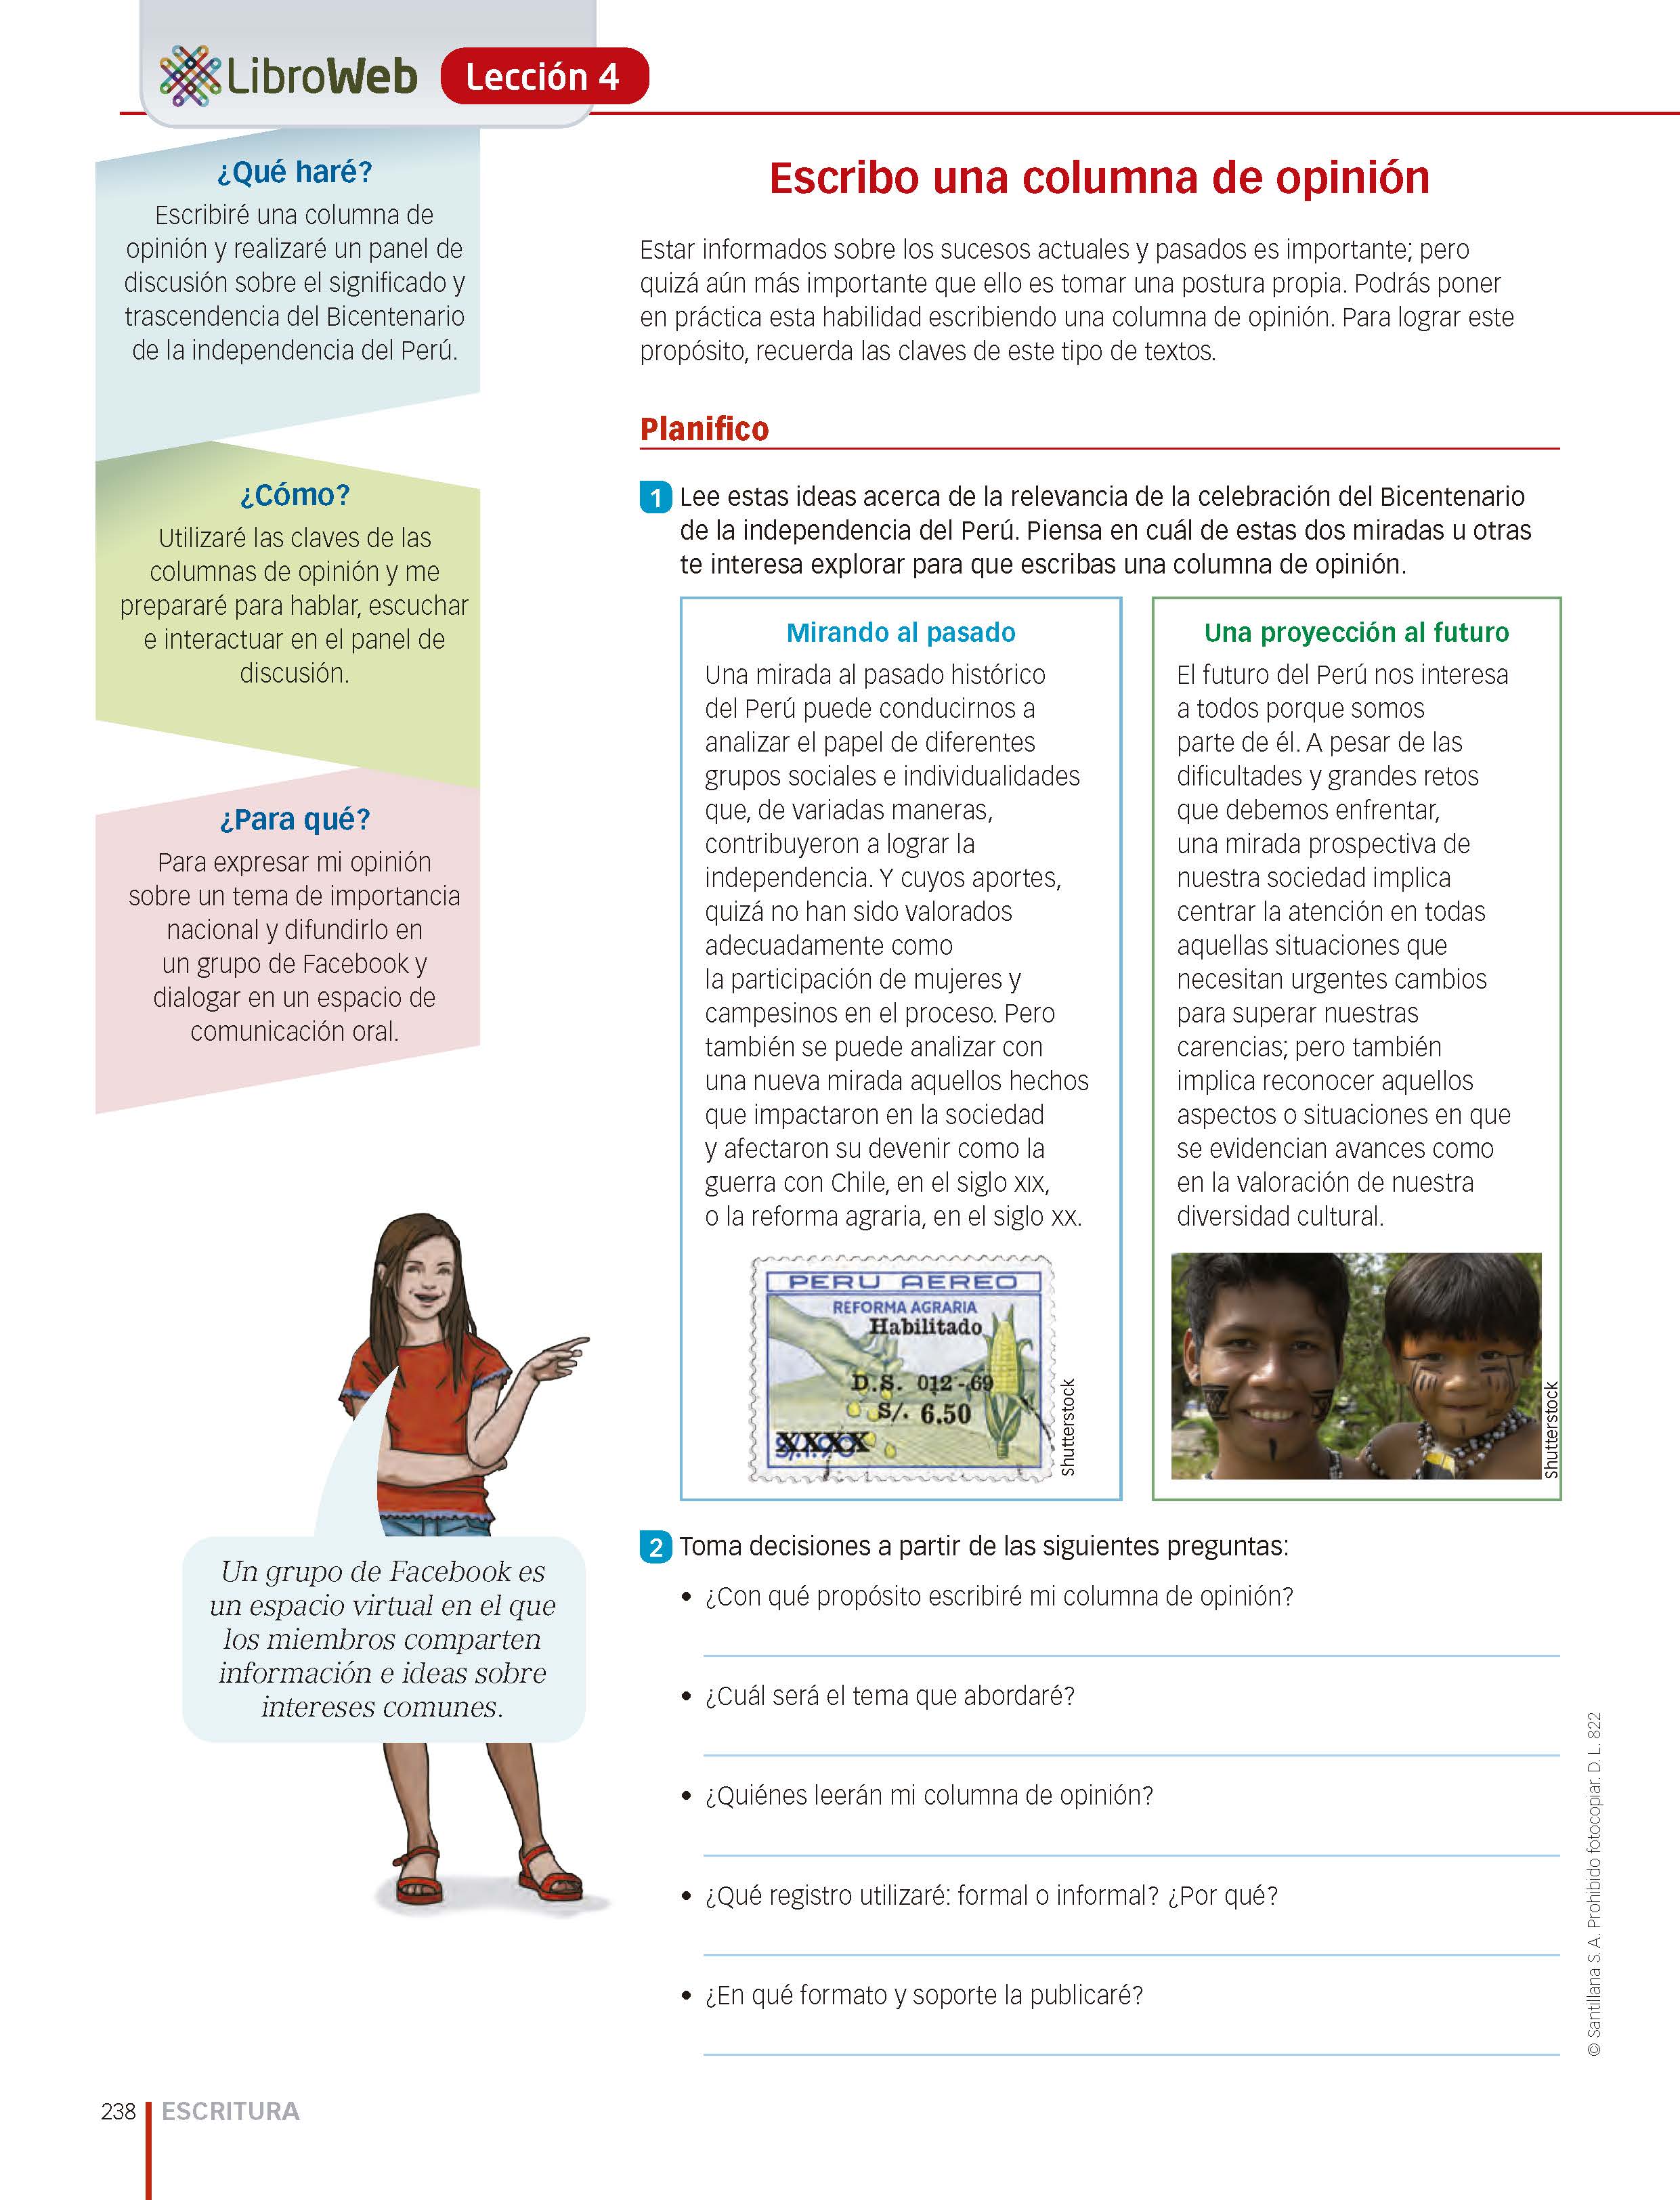 LibroWeb Lección 4
¿Qué haré?
Escribiré una columna de
opinión y realizaré un panel de
discusión sobre el significado y
trascendencia del Bicentenario
de la independencia del Perú.
¿Cómo?
Utilizaré las claves de las
columnas de opinión y me
prepararé para hablar, escuchar
e interactuar en el panel de
discusión.
¿Para qué?
Para expresar mi opinión
sobre un tema de importancia
nacional y difundirlo en
un grupo de Facebook y
dialogar en un espacio de
comunicación oral.
Un grupo de Facebook es
un espacio virtual en el que
los miembros comparten
información e ideas sobre
intereses comunes.
Escribo una columna de opinión
Estar informados sobre los sucesos actuales y pasados es importante; pero
quizá aún más importante que ello es tomar una postura propia. Podrás poner
en práctica esta habilidad escribiendo una columna de opinión. Para lograr este
propósito, recuerda las claves de este tipo de textos.
Planifico
1 Lee estas ideas acerca de la relevancia de la celebración del Bicentenario
de la independencia del Perú. Piensa en cuál de estas dos miradas u otras
te interesa explorar para que escribas una columna de opinión.
Mirando al pasado
Una mirada al pasado histórico
del Perú puede conducirnos a
analizar el papel de diferentes
grupos sociales e individualidades
que, de variadas maneras,
contribuyeron a lograr la
independencia. Y cuyos aportes,
quizá no han sido valorados
adecuadamente como
la participación de mujeres y
campesinos en el proceso. Pero
también se puede analizar con
una nueva mirada aquellos hechos
que impactaron en la sociedad
y afectaron su devenir como la
guerra con Chile, en el siglo XIX,
o la reforma agraria, en el siglo XX.
PERU AEREO
REFORMA AGRARIA
Habilitado
D.S. 012-69
S/. 6.50
XXXX
Shutterstock
Una proyección al futuro
El futuro del Perú nos interesa
a todos porque somos
parte de él. A pesar de las
dificultades y grandes retos
que debemos enfrentar,
una mirada prospectiva de
nuestra sociedad implica
centrar la atención en todas
aquellas situaciones que
necesitan urgentes cambios
para superar nuestras
carencias; pero también
implica reconocer aquellos
aspectos o situaciones en que
se evidencian avances como
en la valoración de nuestra
diversidad cultural.
Shutterstock
2 Toma decisiones a partir de las siguientes preguntas:
• ¿Con qué propósito escribiré mi columna de opinión?
• ¿Cuál será el tema que abordaré?
• ¿Quiénes leerán mi columna de opinión?
• ¿Qué registro utilizaré: formal o informal? ¿Por qué?
• ¿En qué formato y soporte la publicaré?
© Santillana S. A. Prohibido fotocopiar. D. L. 822
238 ESCRITURA